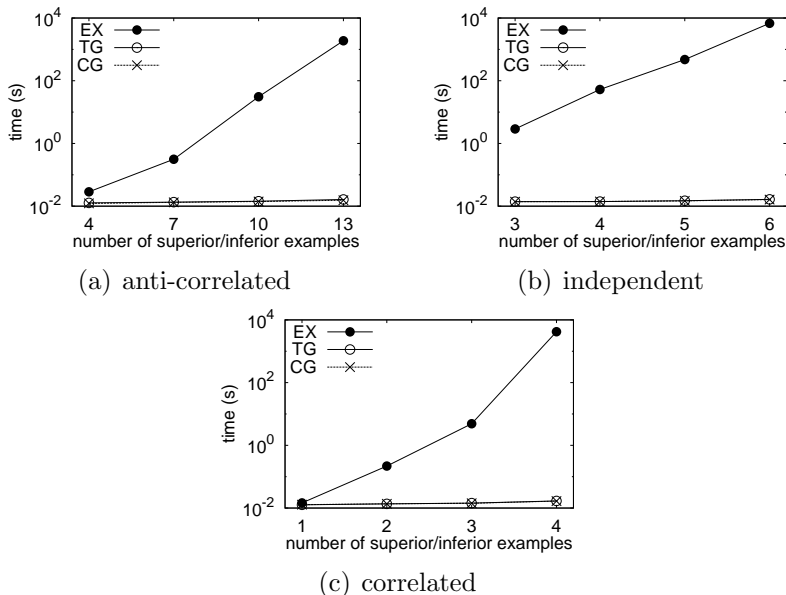 10^4
10^2
10^0
10^-2
time (s)
EX
TG
CG
4 7 10 13
number of superior/inferior examples
(a) anti-correlated
10^4
10^2
10^0
10^-2
time (s)
EX
TG
CG
3 4 5 6
number of superior/inferior examples
(b) independent
10^4
10^2
10^0
10^-2
time (s)
EX
TG
CG
1 2 3 4
number of superior/inferior examples
(c) correlated